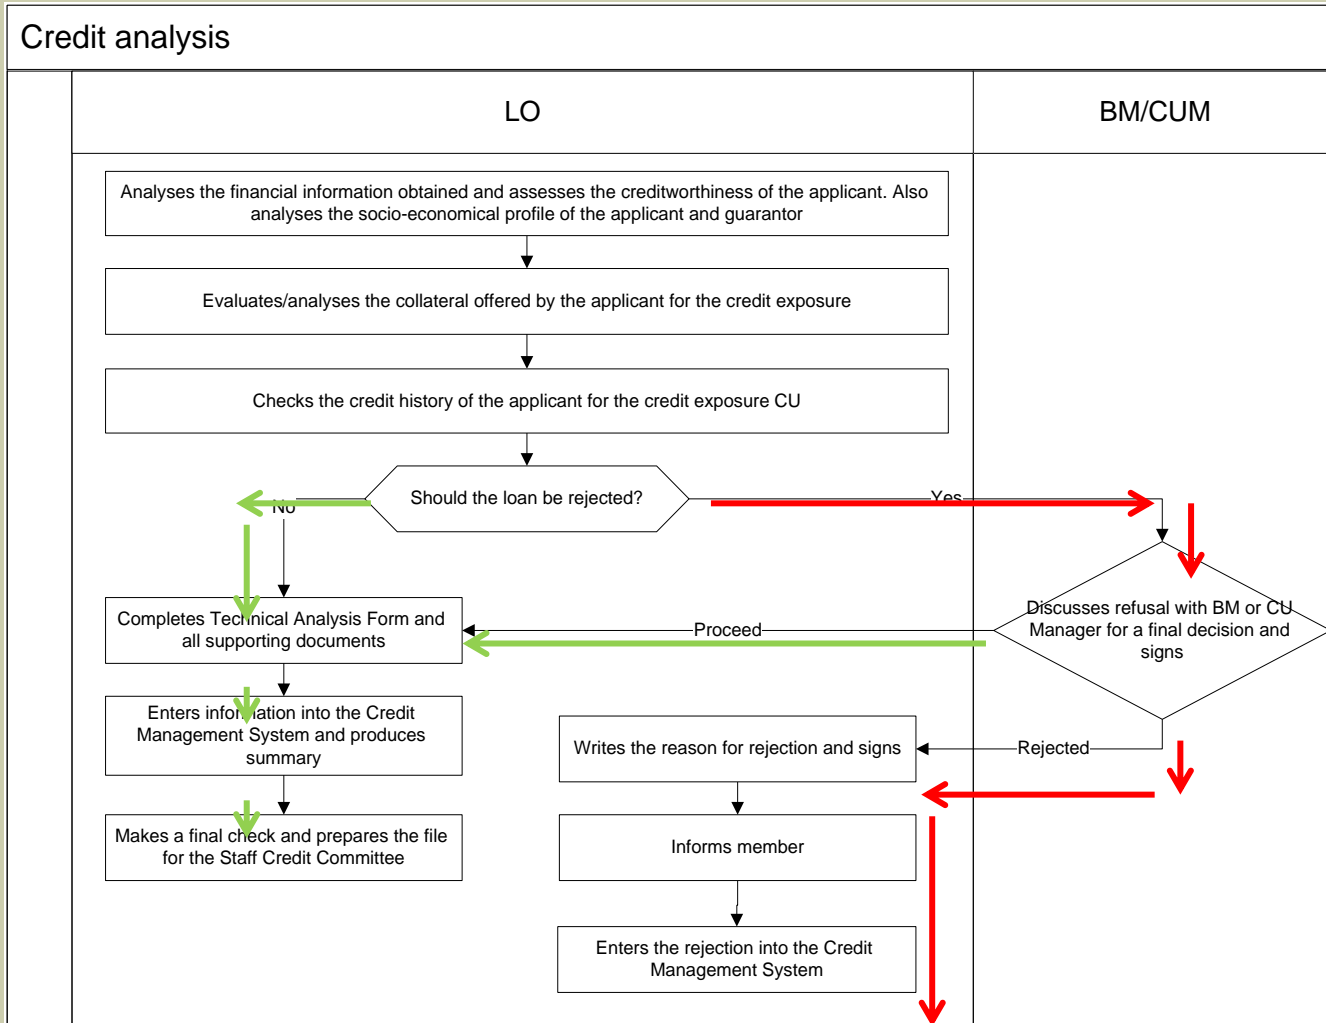 Credit analysis
LO
BM/CUM
Analyses the financial information obtained and assesses the creditworthiness of the applicant. Also
analyses the socio-economical profile of the applicant and guarantor
Evaluates/analyses the collateral offered by the applicant for the credit exposure
Checks the credit history of the applicant for the credit exposure CU
Should the loan be rejected?
No
Yes
Completes Technical Analysis Form and
all supporting documents
Proceed
Discusses refusal with BM or CU
Manager for a final decision and
signs
Enters information into the Credit
Management System and produces
summary
Writes the reason for rejection and signs
Rejected
Makes a final check and prepares the file
for the Staff Credit Committee
Informs member
Enters the rejection into the Credit
Management System